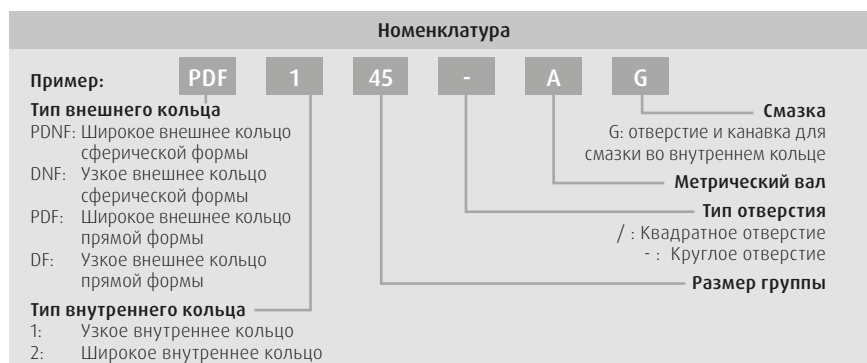 Номенклатура
Пример: PDF 1 45 - A G
Тип внешнего кольца
PDNF: Широкое внешнее кольцо
сферической формы
DNF: Узкое внешнее кольцо
сферической формы
PDF: Широкое внешнее кольцо
прямой формы
DF: Узкое внешнее кольцо
прямой формы
Тип внутреннего кольца
1: Узкое внутреннее кольцо
2: Широкое внутреннее кольцо
Смазка
G: отверстие и канавка для
смазки во внутреннем кольце
Метрический вал
Тип отверстия
/ : Квадратное отверстие
- : Круглое отверстие
Размер группы